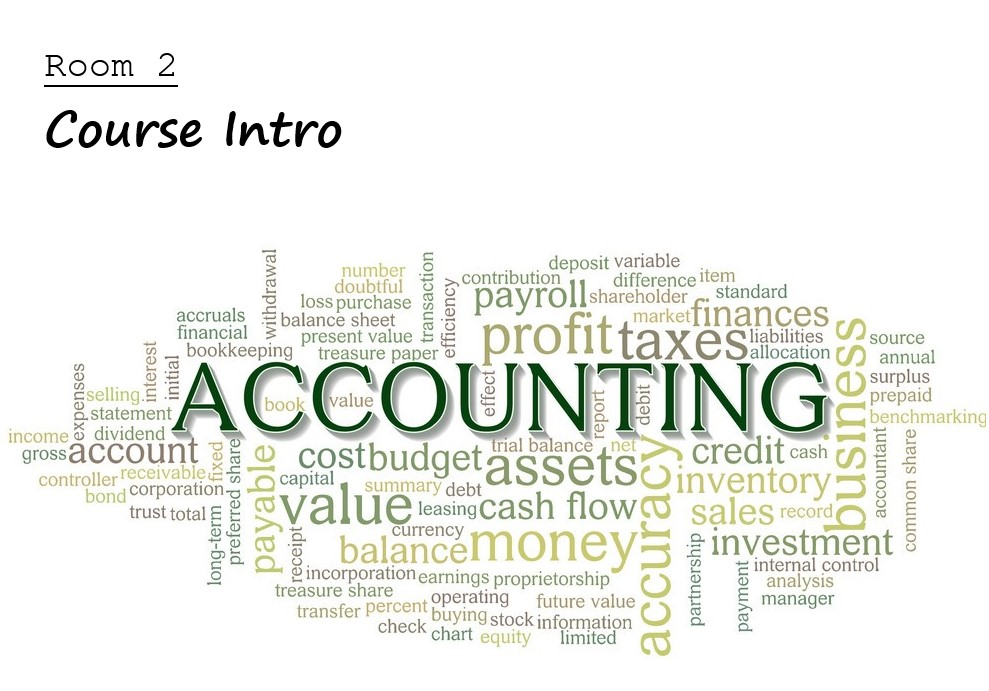 Room 2
Course Intro
withdrawal
number
doubtful
transaction
deposit variable
contribution
difference item
loss purchase
efficiency
payroll
shareholder
standard
accruals
balance sheet
market finances
financial
present value
profit taxes
liabilities
source
bookkeeping
treasure paper
allocation
annual
interest
initial
expenses
ACCOUNTING
business
surplus
prepaid
benchmarking
selling
book
value
effect
report
debit
statement
dividend
income
gross account
controller
receivable
fixed
bond
corporation
trust total
preferred share
long-term
payable
cost budget
trial balance
net
assets
accuracy
credit cash
capital
summary debt
inventory
value
leasing cash flow
sales record
accountant
common share
currency
receipt
balance money
investment
partnership
incorporation earnings proprietorship
internal control
treasure share
operating
future value
analysis
payment
manager
transfer percent
buying stock information
check
chart
equity
limited